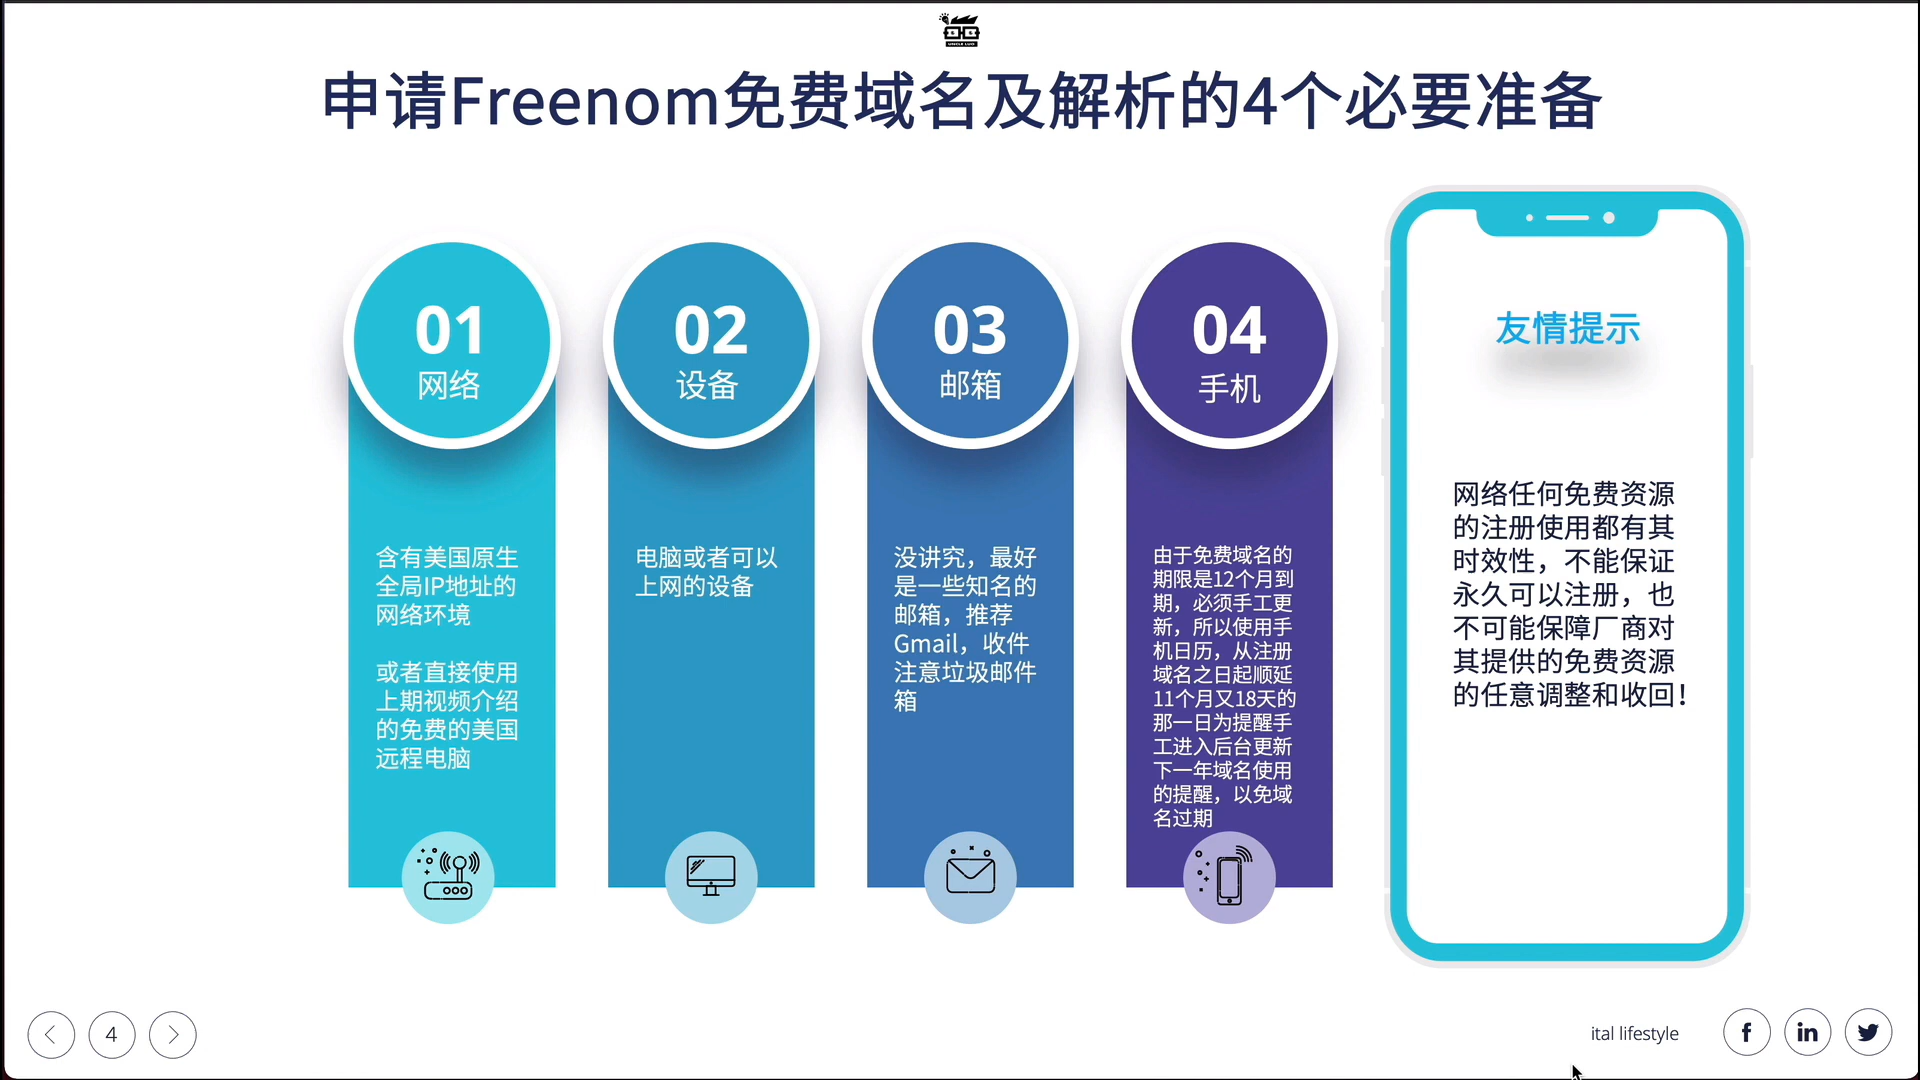 UNCLE LUO
申请Freenom免费域名及解析的4个必要准备
01
网络
含有美国原生
全局IP地址的
网络环境
或者直接使用
上期视频介绍
的免费的美国
远程电脑
02
设备
电脑或者可以
上网的设备
03
邮箱
没讲究，最好
是一些知名的
邮箱，推荐
Gmail，收件
注意垃圾邮件
箱
04
手机
由于免费域名的
期限是12个月到
期，必须手工更
新，所以使用手
机日历，从注册
域名之日起顺延
11个月又18天的
那一日为提醒手
工进入后台更新
下一年域名使用
的提醒，以免域
名过期
友情提示
网络任何免费资源
的注册使用都有其
时效性，不能保证
永久可以注册，也
不可能保障厂商对
其提供的免费资源
的任意调整和收回！
4
ital lifestyle